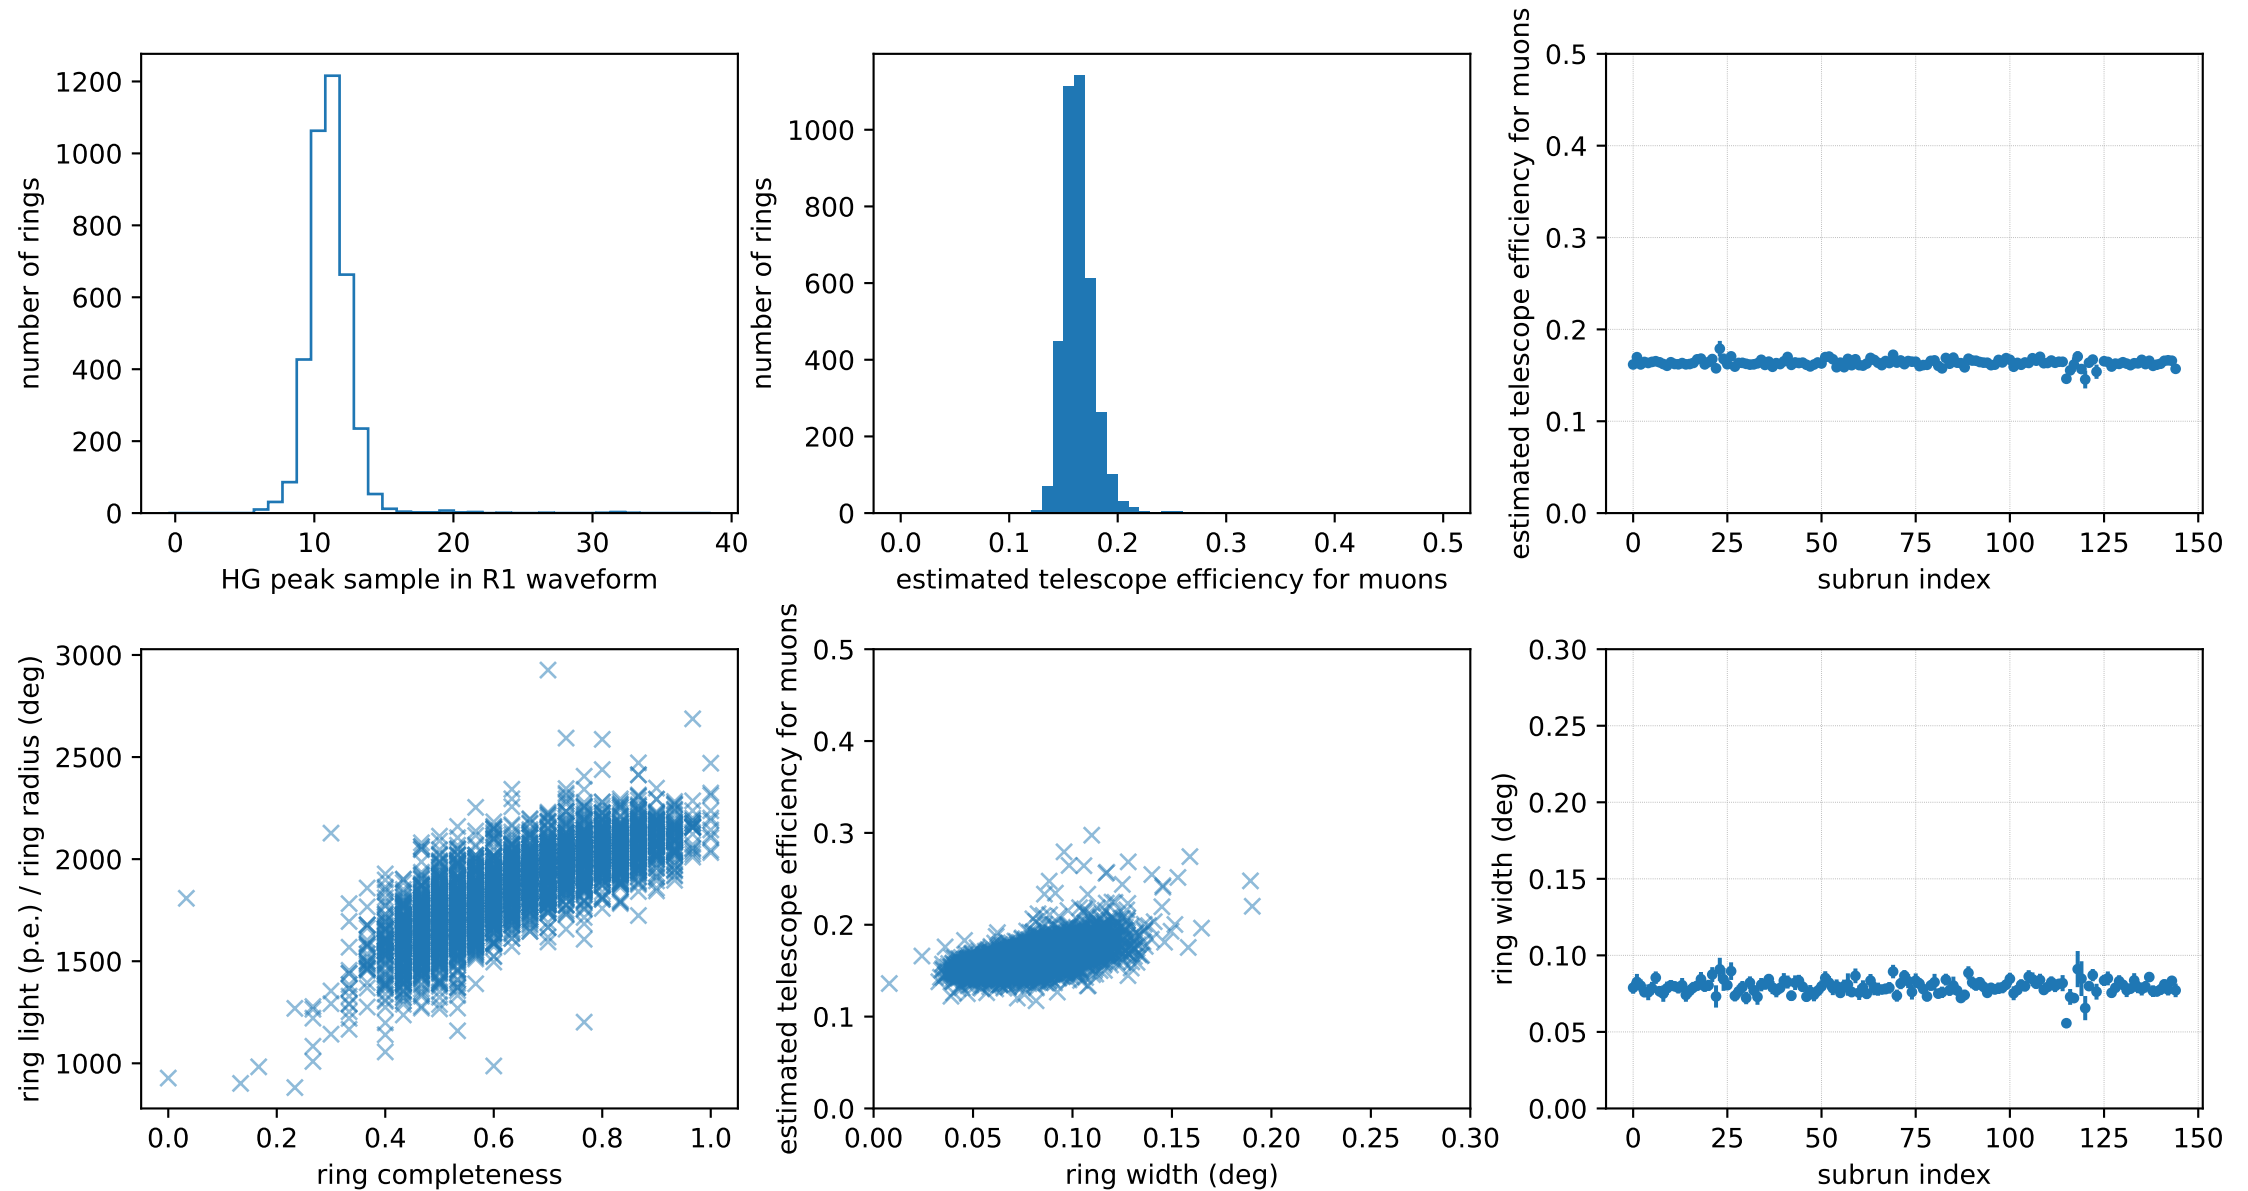 number of rings
1200
1000
800
600
400
200
0
0 10 20 30 40
HG peak sample in R1 waveform
number of rings
1000
800
600
400
200
0
0.0 0.1 0.2 0.3 0.4 0.5
estimated telescope efficiency for muons
estimated telescope efficiency for muons
0.5
0.4
0.3
0.2
0.1
0.0
0 25 50 75 100 125 150
subrun index
ring light (p.e.) / ring radius (deg)
3000
2500
2000
1500
1000
0.0 0.2 0.4 0.6 0.8 1.0
ring completeness
estimated telescope efficiency for muons
0.5
0.4
0.3
0.2
0.1
0.0
0.00 0.05 0.10 0.15 0.20 0.25 0.30
ring width (deg)
ring width (deg)
0.30
0.25
0.20
0.15
0.10
0.05
0.00
0 25 50 75 100 125 150
subrun index